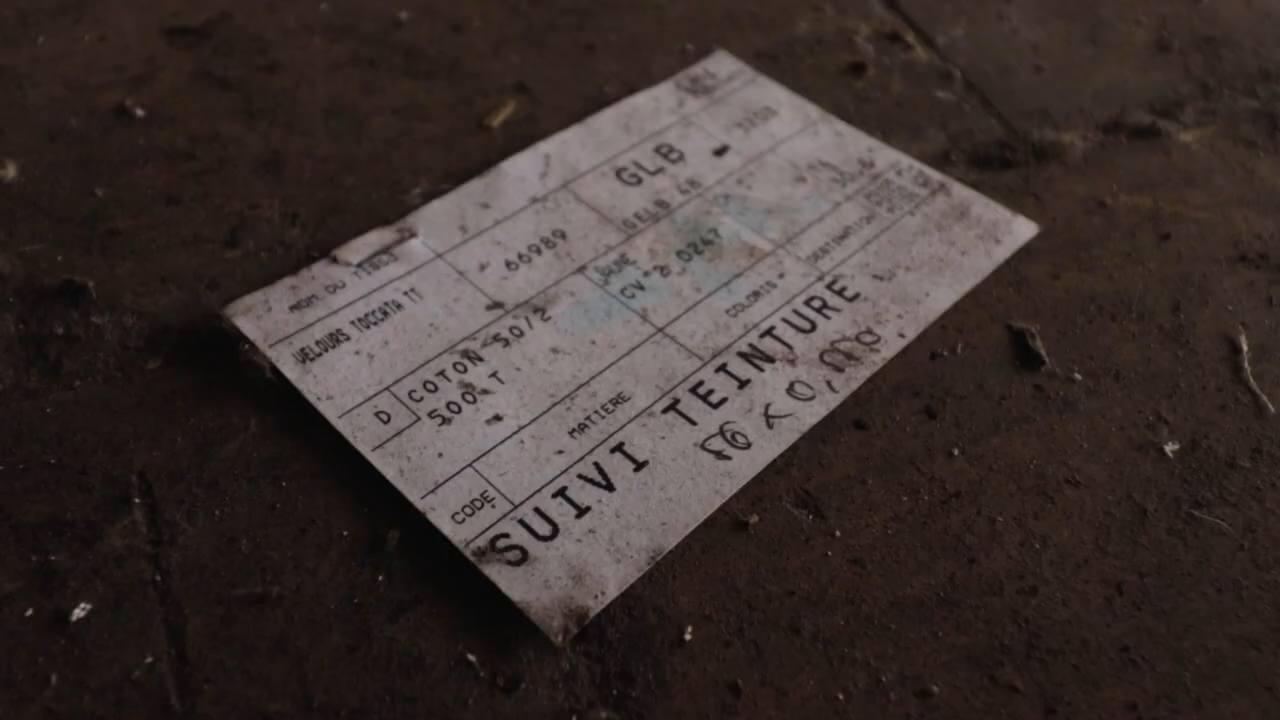 NOM DU TISSU
VELOURS TOCCATA TT
66989
GLB
GELB 48
D
COTON 50/2
500 T
JAUNE
CV 2 0247
CODE
MATIERE
COLORIS
DESTINATION
SUIVI TEINTURE